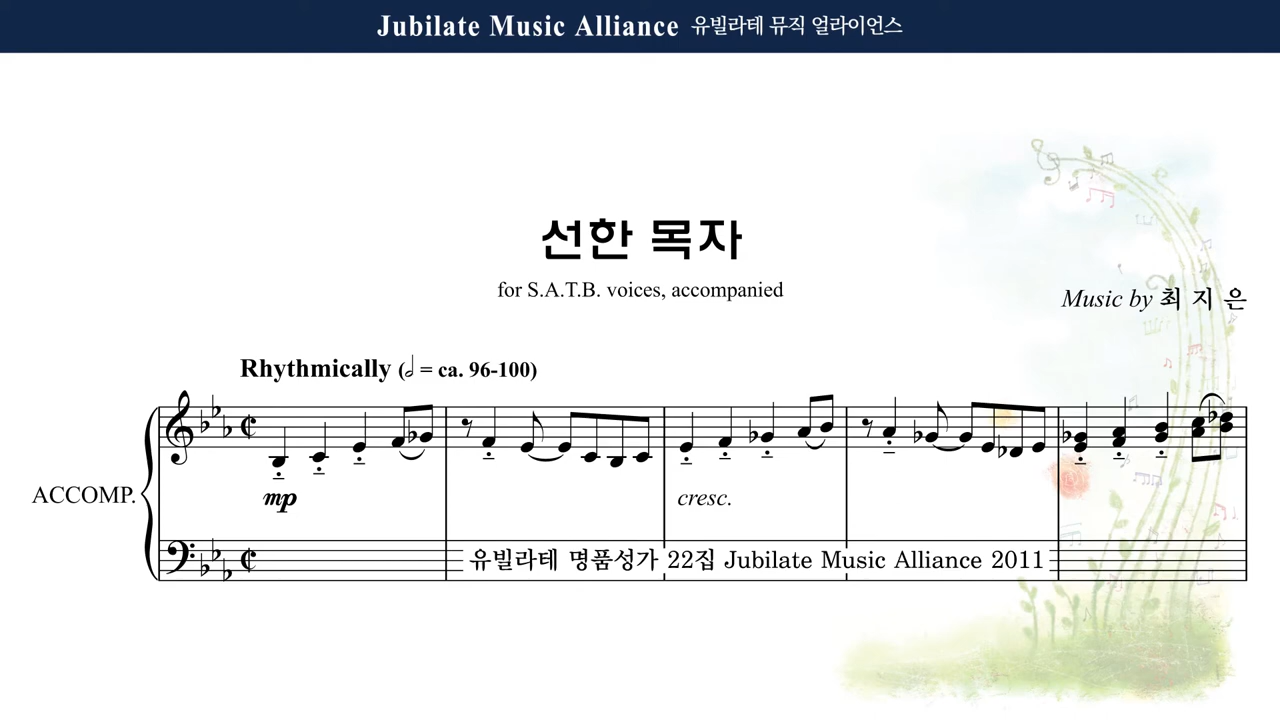 Jubilate Music Alliance 유빌라테 뮤직 얼라이언스
선한 목자
for S.A.T.B. voices, accompanied
Music by 최 지 은
Rhythmically (𝅗𝅥 = ca. 96-100)
ACCOMP.
mp
cresc.
유빌라테 명품성가 22집 Jubilate Music Alliance 2011